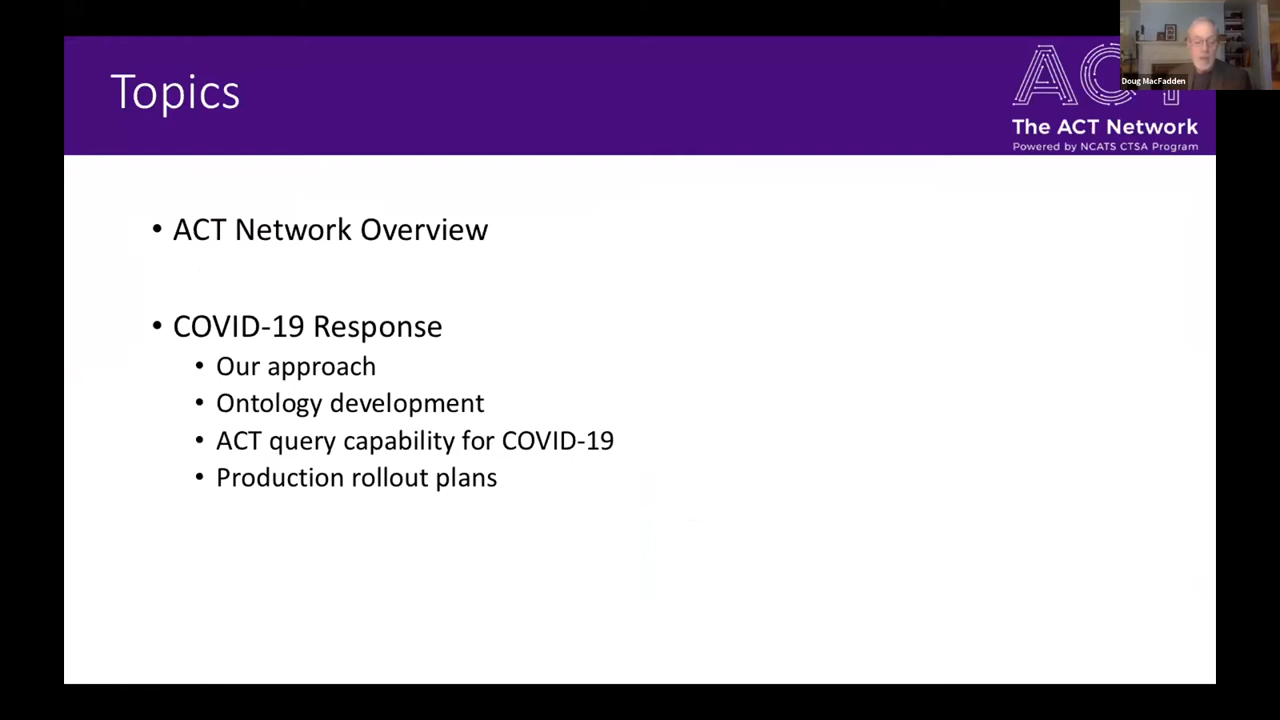 Topics
ACT
Doug MacFadden
The ACT Network
Powered by NCATS CTSA Program
• ACT Network Overview
• COVID-19 Response
• Our approach
• Ontology development
• ACT query capability for COVID-19
• Production rollout plans